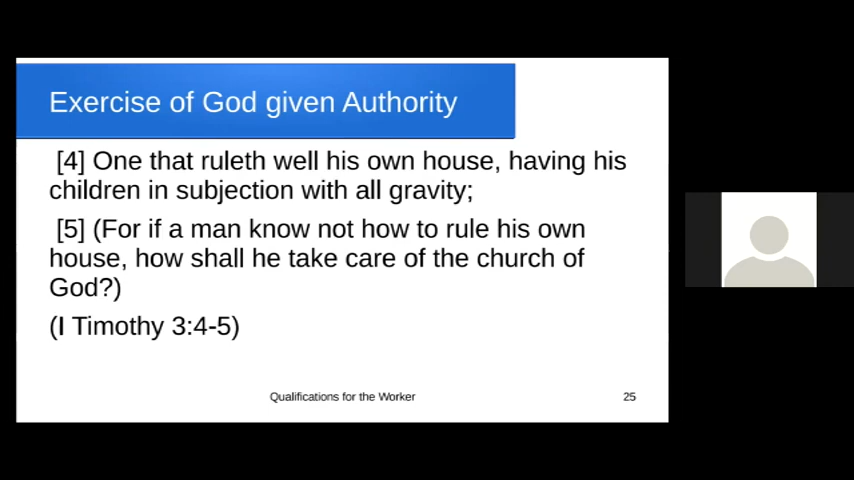 Exercise of God given Authority
[4] One that ruleth well his own house, having his
children in subjection with all gravity;
[5] (For if a man know not how to rule his own
house, how shall he take care of the church of
God?)
(I Timothy 3:4-5)
Qualifications for the Worker
25